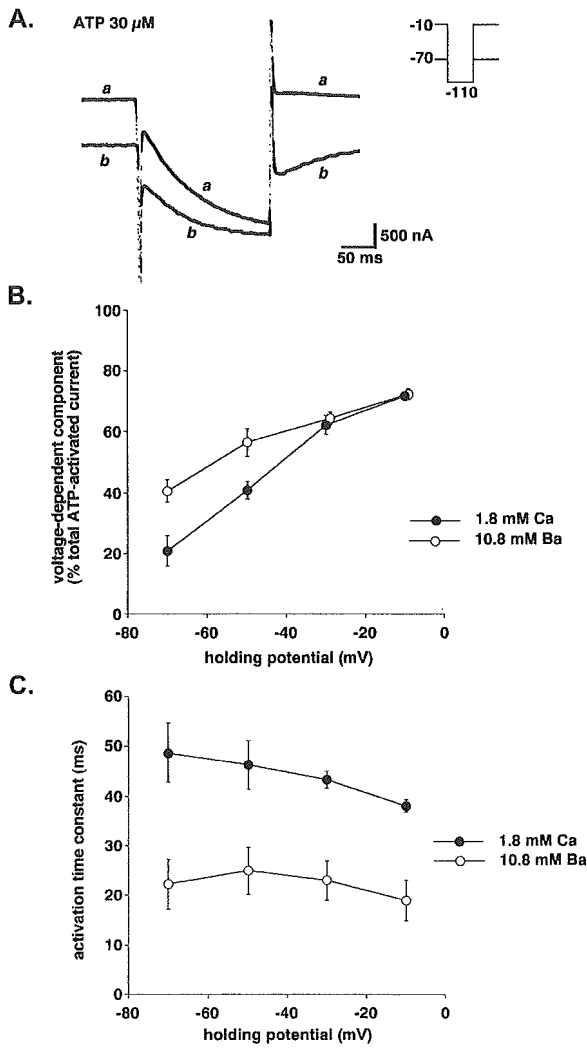 A.
ATP 30 µM
-10
-70
-110
a
a
b
a
b
b
500 nA
50 ms
B.
100
80
60
40
20
0
-80
-60
-40
-20
0
voltage-dependent component
(% total ATP-activated current)
1.8 mM Ca
10.8 mM Ba
holding potential (mV)
C.
60
50
40
30
20
10
0
-80
-60
-40
-20
0
activation time constant (ms)
1.8 mM Ca
10.8 mM Ba
holding potential (mV)